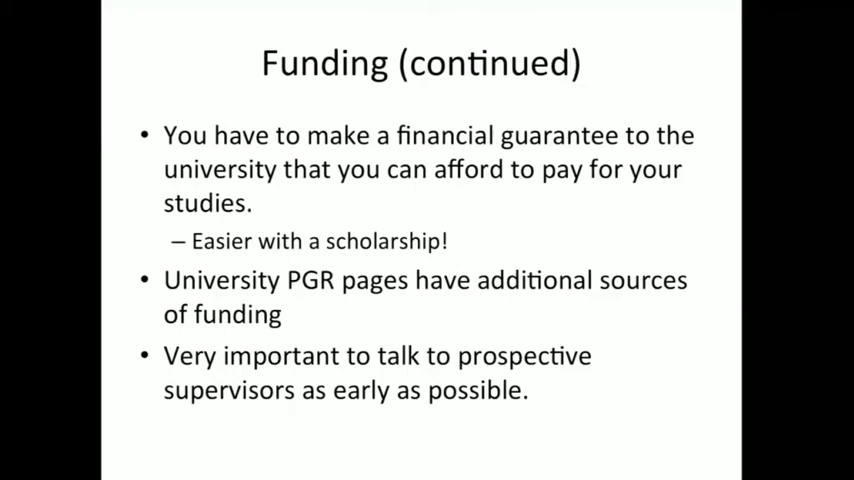 Funding (continued)
• You have to make a financial guarantee to the
university that you can afford to pay for your
studies.
– Easier with a scholarship!
• University PGR pages have additional sources
of funding
• Very important to talk to prospective
supervisors as early as possible.